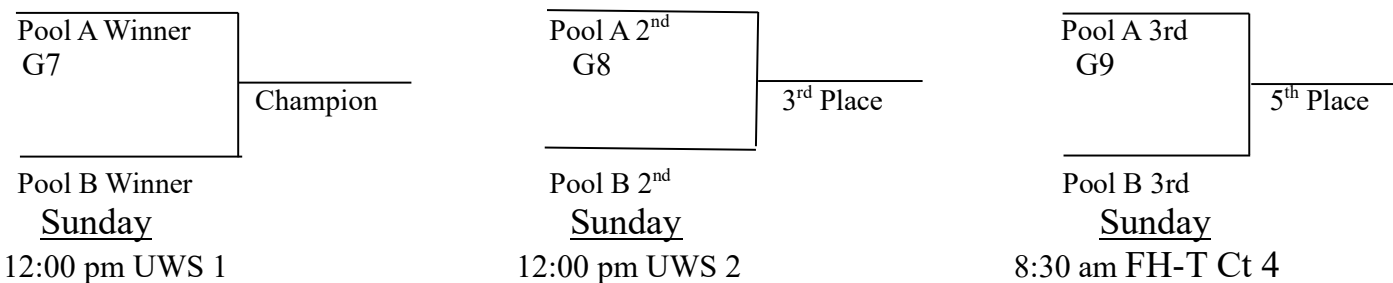 Pool A Winner
G7
Champion
Pool B Winner
Sunday
12:00 pm UWS 1
Pool A 2nd
G8
3rd Place
Pool B 2nd
Sunday
12:00 pm UWS 2
Pool A 3rd
G9
5th Place
Pool B 3rd
Sunday
8:30 am FH-T Ct 4